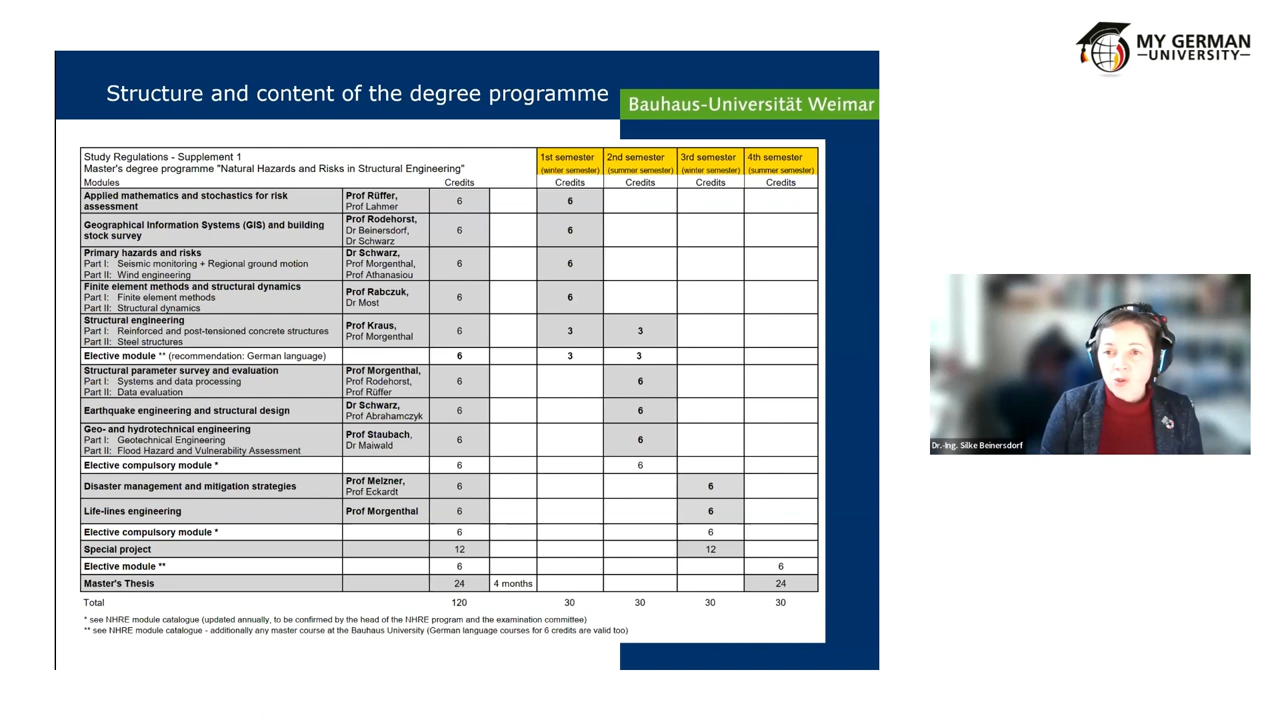 MY GERMAN
UNIVERSITY
Structure and content of the degree programme
Bauhaus-Universität Weimar
Study Regulations - Supplement 1
Master's degree programme "Natural Hazards and Risks in Structural Engineering"
1st semester 2nd semester 3rd semester 4th semester
(winter semester) (summer semester) (winter semester) (summer semester)
Modules Credits Credits Credits Credits Credits
Applied mathematics and stochastics for risk assessment Prof Rüffer, Prof Lahmer 6 6
Geographical Information Systems (GIS) and building stock survey Prof Rodehorst, Dr Beinersdorf, Dr Schwarz 6 6
Primary hazards and risks Dr Schwarz,
Part I: Seismic monitoring + Regional ground motion Prof Morgenthal, 6 6
Part II: Wind engineering Prof Athanasiou
Finite element methods and structural dynamics
Part I: Finite element methods Prof Rabczuk, 6 6
Part II: Structural dynamics Dr Most
Structural engineering
Part I: Reinforced and post-tensioned concrete structures Prof Kraus, 6 3 3
Part II: Steel structures Prof Morgenthal
Elective module ** (recommendation: German language) 6 3 3
Structural parameter survey and evaluation Prof Morgenthal,
Part I: Systems and data processing Prof Rodehorst, 6 6
Part II: Data evaluation Prof Rüffer
Earthquake engineering and structural design Dr Schwarz, Prof Abrahamczyk 6 6
Geo- and hydrotechnical engineering
Part I: Geotechnical Engineering Prof Staubach, 6 6
Part II: Flood Hazard and Vulnerability Assessment Dr Maiwald
Elective compulsory module * 6 6
Disaster management and mitigation strategies Prof Melzner, Prof Eckardt 6 6
Life-lines engineering Prof Morgenthal 6 6
Elective compulsory module * 6 6
Special project 12 12
Elective module ** 6 6
Master's Thesis 24 4 months 24
Total 120 30 30 30 30
* see NHRE module catalogue (updated annually, to be confirmed by the head of the NHRE program and the examination committee)
** see NHRE module catalogue - additionally any master course at the Bauhaus University (German language courses for 6 credits are valid too)
Dr.-Ing. Silke Beinersdorf